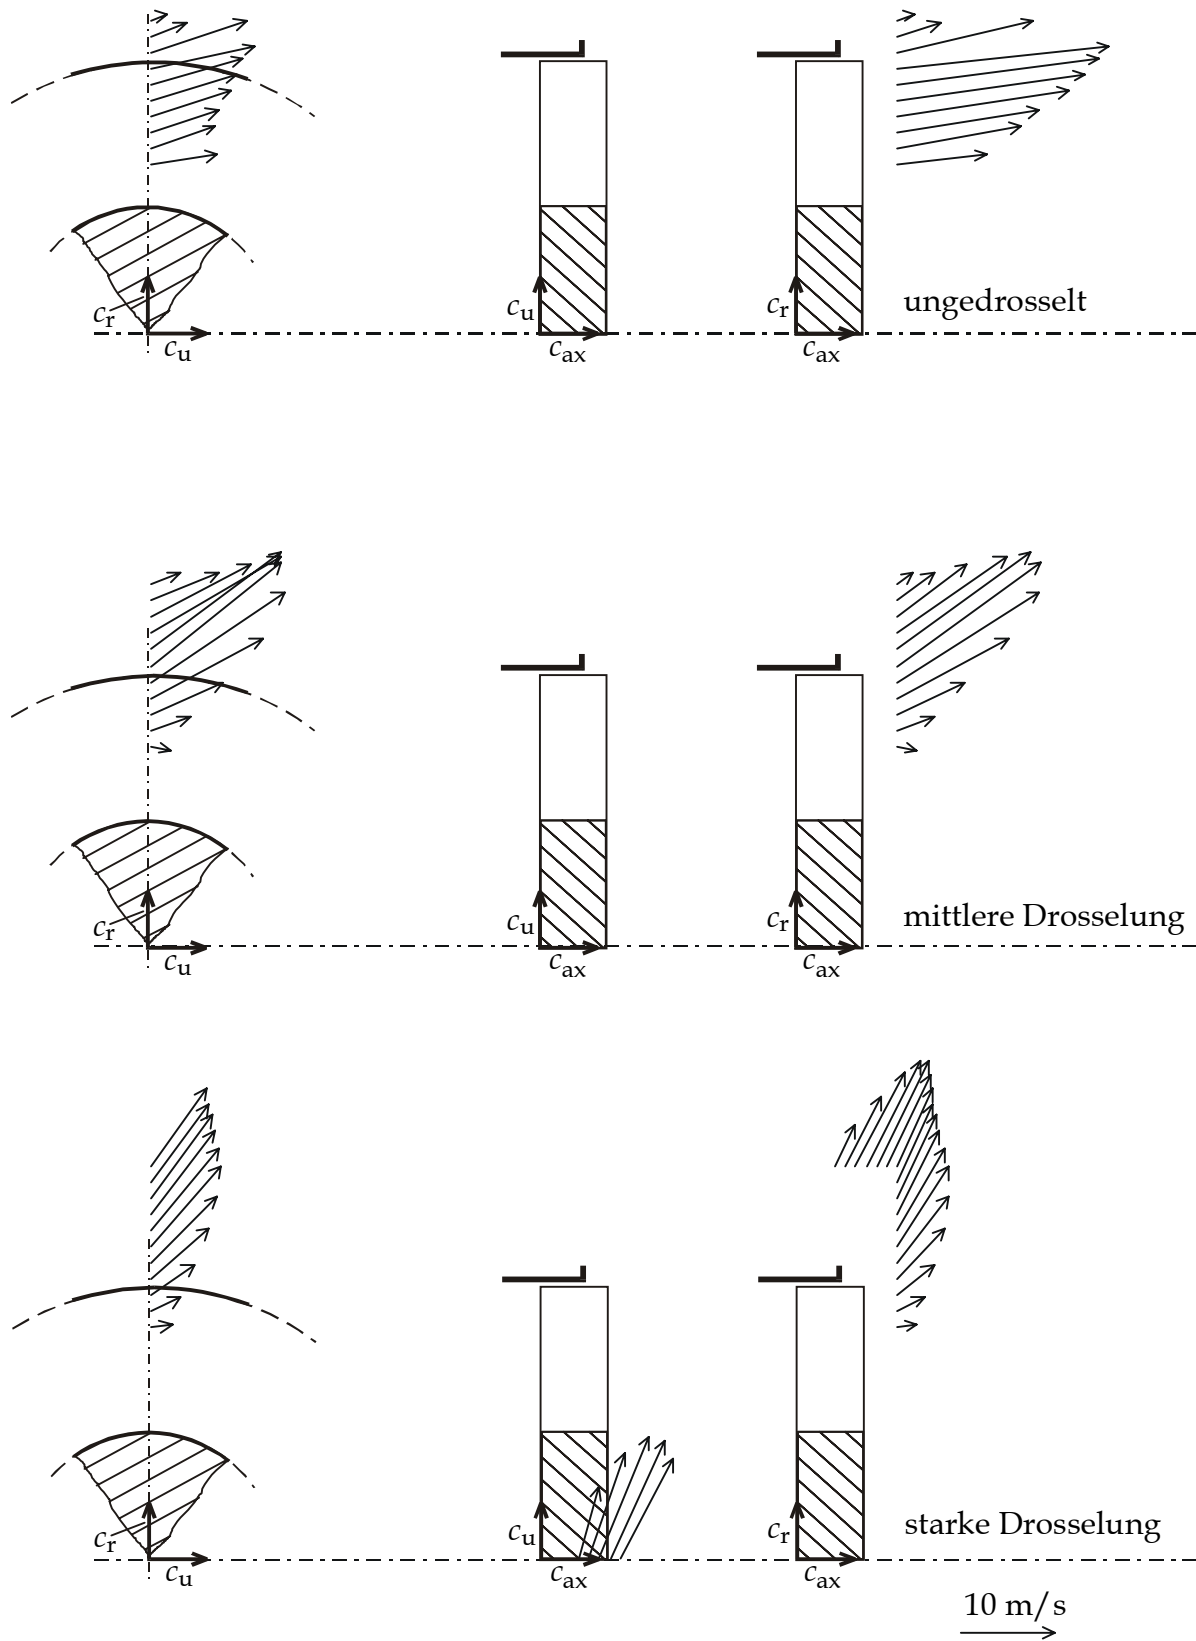 c_r
c_u
c_u
c_ax
c_r
c_ax
ungedrosselt
c_r
c_u
c_u
c_ax
c_r
c_ax
mittlere Drosselung
c_r
c_u
c_u
c_ax
c_r
c_ax
starke Drosselung
10 m/s